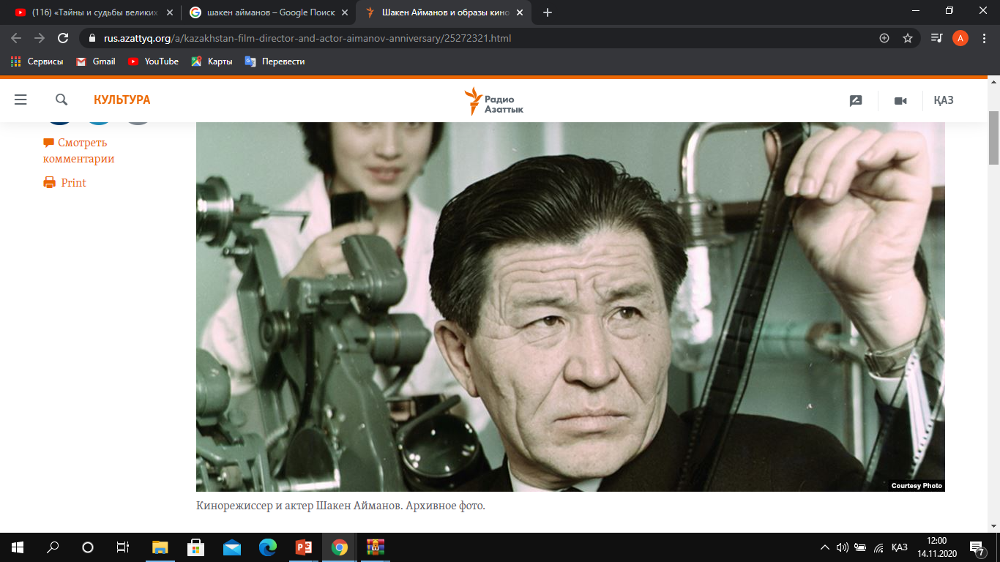 (116) «Тайны и судьбы великих
шакен айманов – Google Поиск
Шакен Айманов и образы кино
rus.azattyq.org/a/kazakhstan-film-director-and-actor-aimanov-anniversary/25272321.html
A
Сервисы
Gmail
YouTube
Карты
Перевести
КУЛЬТУРА
Радио
Азаттык
ҚАЗ
Смотреть
комментарии
Print
Courtesy Photo
Кинорежиссер и актер Шакен Айманов. Архивное фото.
ҚАЗ
12:00
14.11.2020
7